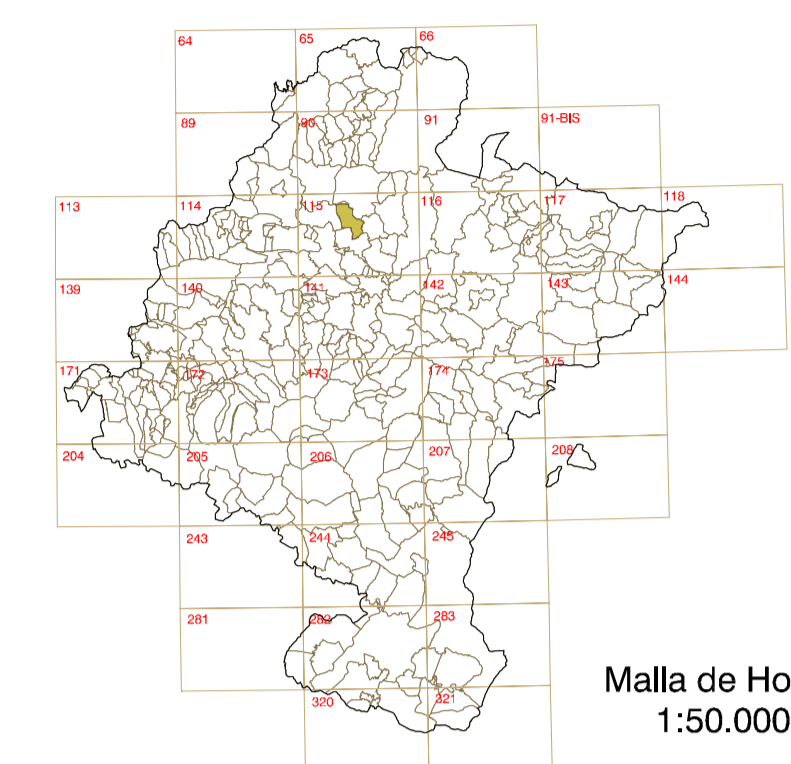 64 65 66
89 90 91 91-BIS
113 114 115 116 117 118
139 140 141 142 143 144
171 172 173 174 175
204 205 206 207 208
243 244 245
281 282 283
320 321
Malla de Ho
1:50.000